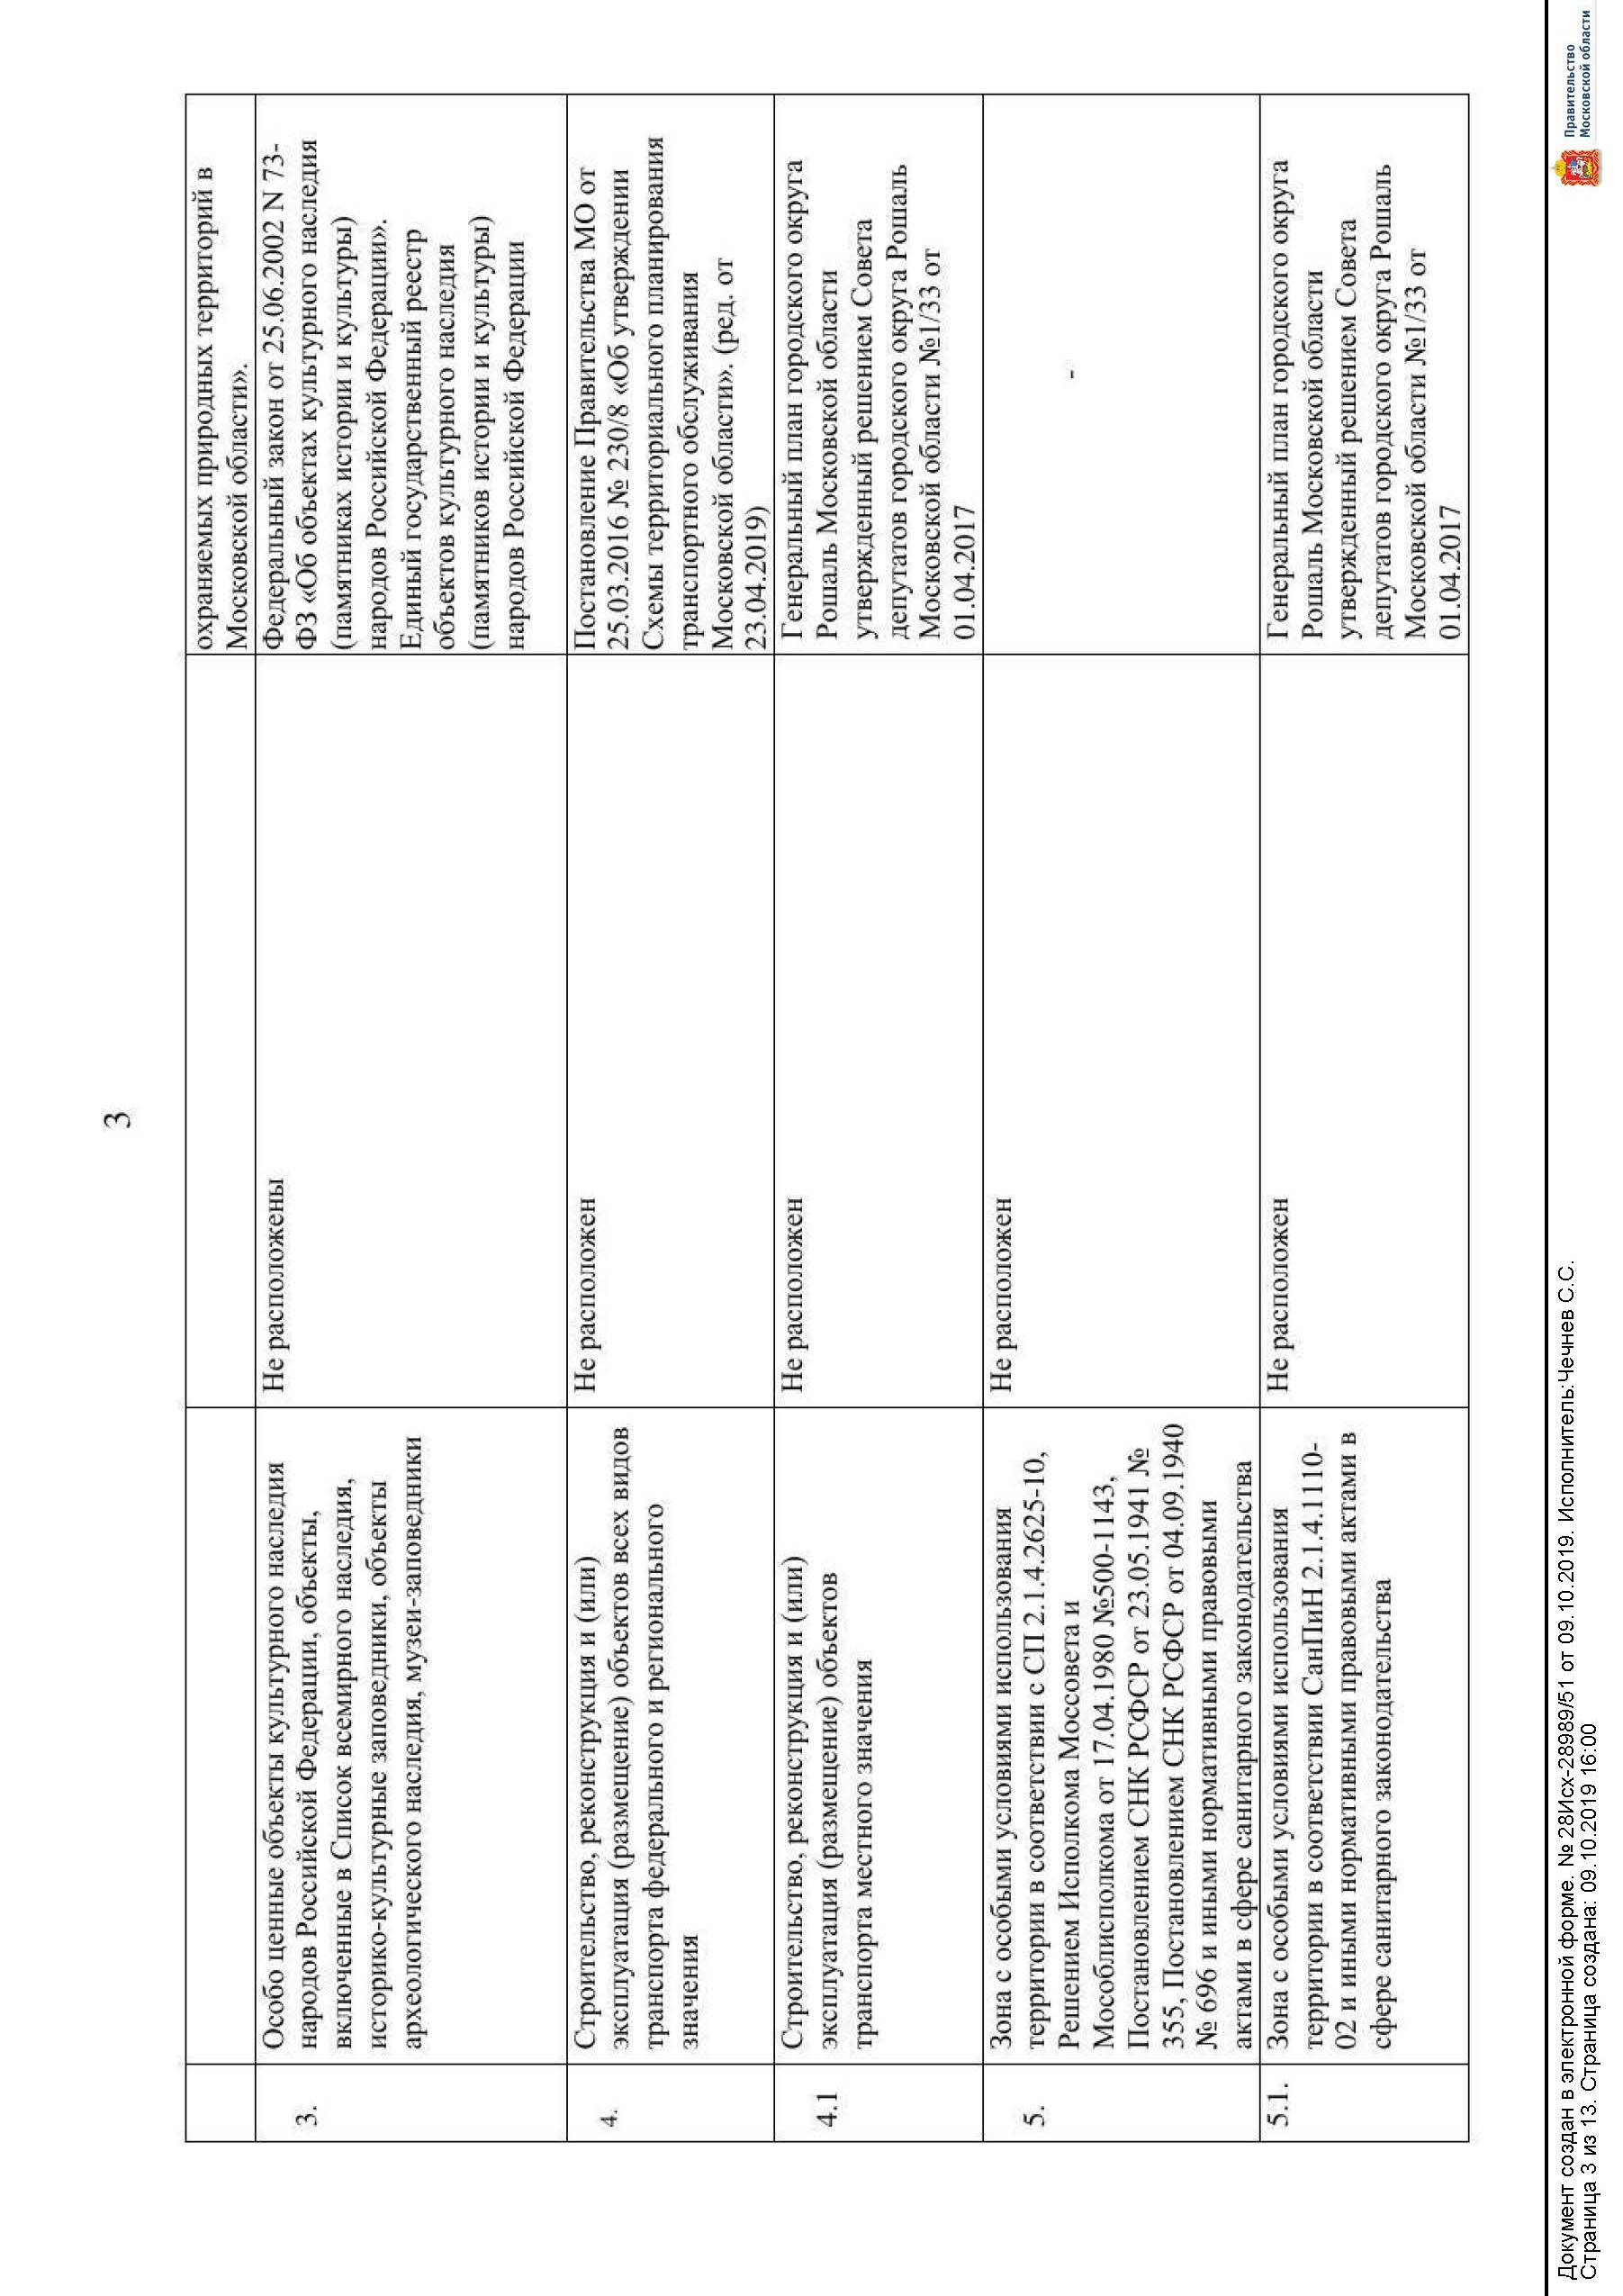 3
охраняемых природных территорий в
Московской области».
3.
Особо ценные объекты культурного наследия
народов Российской Федерации, объекты,
включенные в Список всемирного наследия,
историко-культурные заповедники, объекты
археологического наследия, музеи-заповедники
Не расположены
Федеральный закон от 25.06.2002 N 73-
ФЗ «Об объектах культурного наследия
(памятниках истории и культуры)
народов Российской Федерации».
Единый государственный реестр
объектов культурного наследия
(памятников истории и культуры)
народов Российской Федерации
4.
Строительство, реконструкция и (или)
эксплуатация (размещение) объектов всех видов
транспорта федерального и регионального
значения
Не расположен
Постановление Правительства МО от
25.03.2016 № 230/8 «Об утверждении
Схемы территориального планирования
транспортного обслуживания
Московской области». (ред. от
23.04.2019)
4.1
Строительство, реконструкция и (или)
эксплуатация (размещение) объектов
транспорта местного значения
Не расположен
Генеральный план городского округа
Рошаль Московской области
утвержденный решением Совета
депутатов городского округа Рошаль
Московской области №1/33 от
01.04.2017
5.
Зона с особыми условиями использования
территории в соответствии с СП 2.1.4.2625-10,
Решением Исполкома Моссовета и
Мособлисполкома от 17.04.1980 №500-1143,
Постановлением СНК РСФСР от 23.05.1941 №
355, Постановлением СНК РСФСР от 04.09.1940
№ 696 и иными нормативными правовыми
актами в сфере санитарного законодательства
Не расположен
-
5.1.
Зона с особыми условиями использования
территории в соответствии СанПиН 2.1.4.1110-
02 и иными нормативными правовыми актами в
сфере санитарного законодательства
Не расположен
Генеральный план городского округа
Рошаль Московской области
утвержденный решением Совета
депутатов городского округа Рошаль
Московской области №1/33 от
01.04.2017
Документ создан в электронной форме. № 28Исх-28989/51 от 09.10.2019. Исполнитель:Чечнев С.С.
Страница 3 из 13. Страница создана: 09.10.2019 16:00
Правительство
Московской области